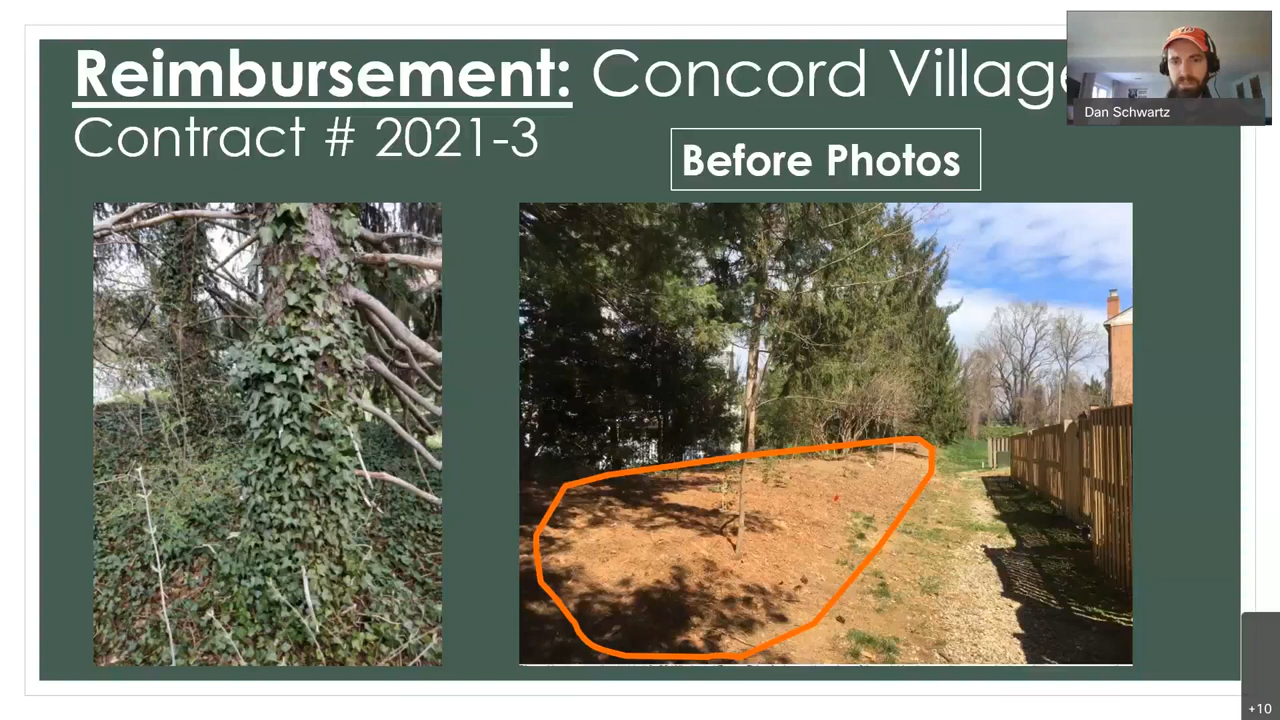 Reimbursement: Concord Village
Contract # 2021-3
Before Photos
Dan Schwartz
+10